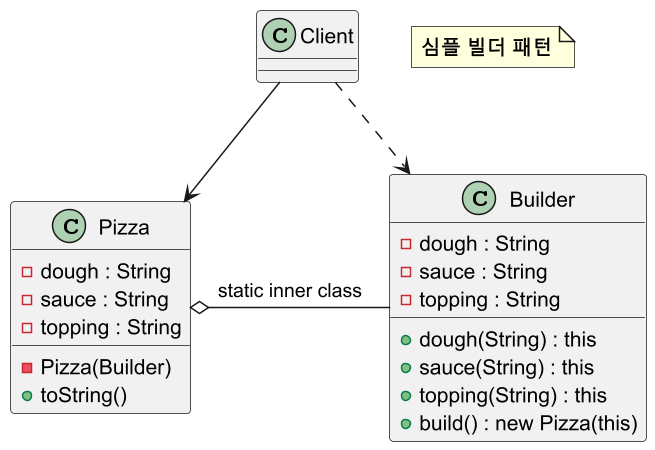 C Client
심플 빌더 패턴
C Pizza
dough : String
sauce : String
topping : String
Pizza(Builder)
toString()
static inner class
C Builder
dough : String
sauce : String
topping : String
dough(String) : this
sauce(String) : this
topping(String) : this
build() : new Pizza(this)